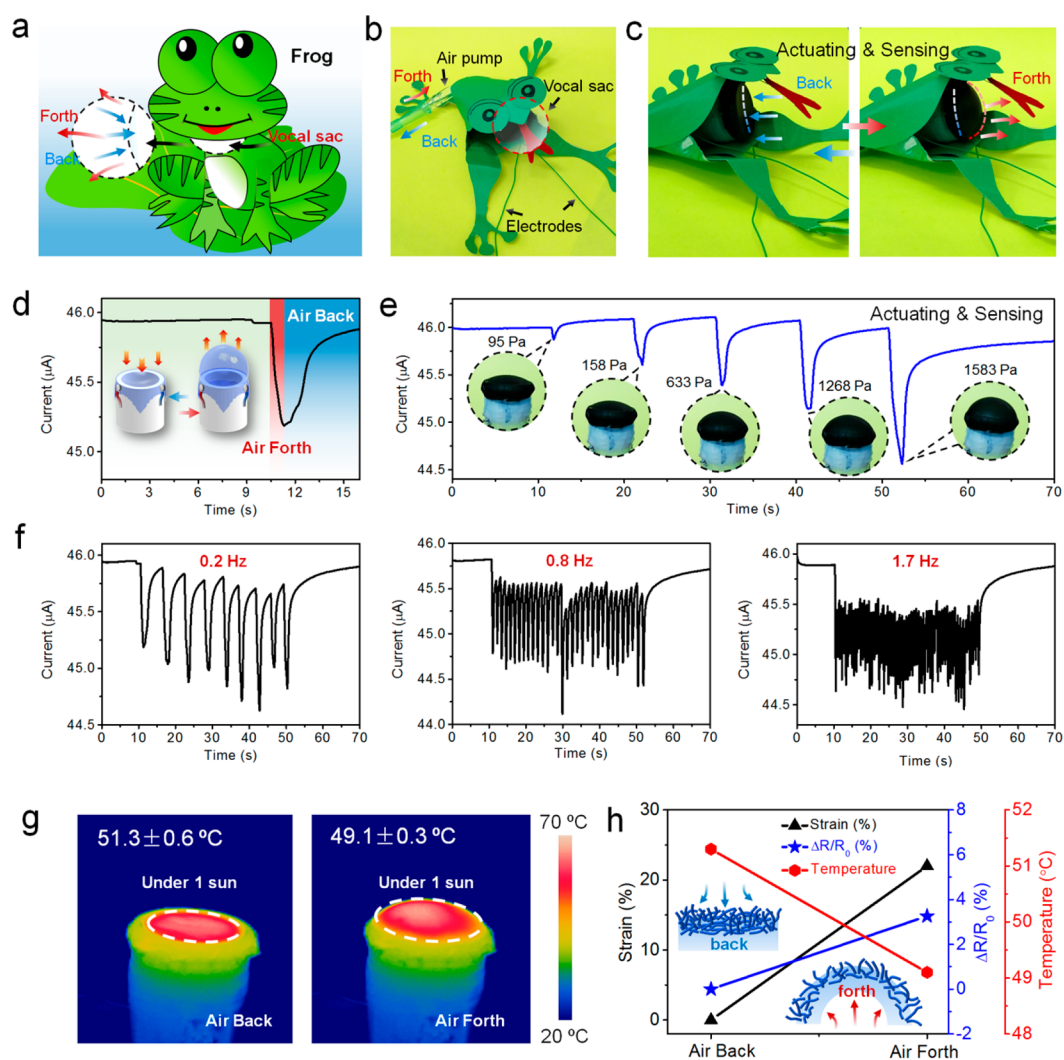 a
Frog
Forth
Back
Vocal sac
b
Air pump
Forth
Vocal sac
Back
Electrodes
c
Actuating & Sensing
Back
Forth
d
46.0
45.5
45.0
44.5
Current (μA)
Air Back
Air Forth
0 3 6 9 12 15
Time (s)
e
Actuating & Sensing
46.0
45.5
45.0
44.5
Current (μA)
95 Pa
158 Pa
633 Pa
1268 Pa
1583 Pa
0 10 20 30 40 50 60 70
Time (s)
f
0.2 Hz
46.0
45.5
45.0
44.5
Current (μA)
0 10 20 30 40 50 60 70
Time (s)
0.8 Hz
46.0
45.5
45.0
44.5
44.0
Current (μA)
0 10 20 30 40 50 60 70
Time (s)
1.7 Hz
46.0
45.5
45.0
44.5
Current (μA)
0 10 20 30 40 50 60 70
Time (s)
g
51.3±0.6 ºC
Under 1 sun
Air Back
49.1±0.3 ºC
Under 1 sun
Air Forth
70 ºC
20 ºC
h
Strain (%)
ΔR/R₀ (%)
Temperature
30
20
10
0
Strain (%)
back
forth
8
6
4
2
0
-2
ΔR/R₀ (%)
52
51
50
49
48
Temperature (°C)
Air Back
Air Forth